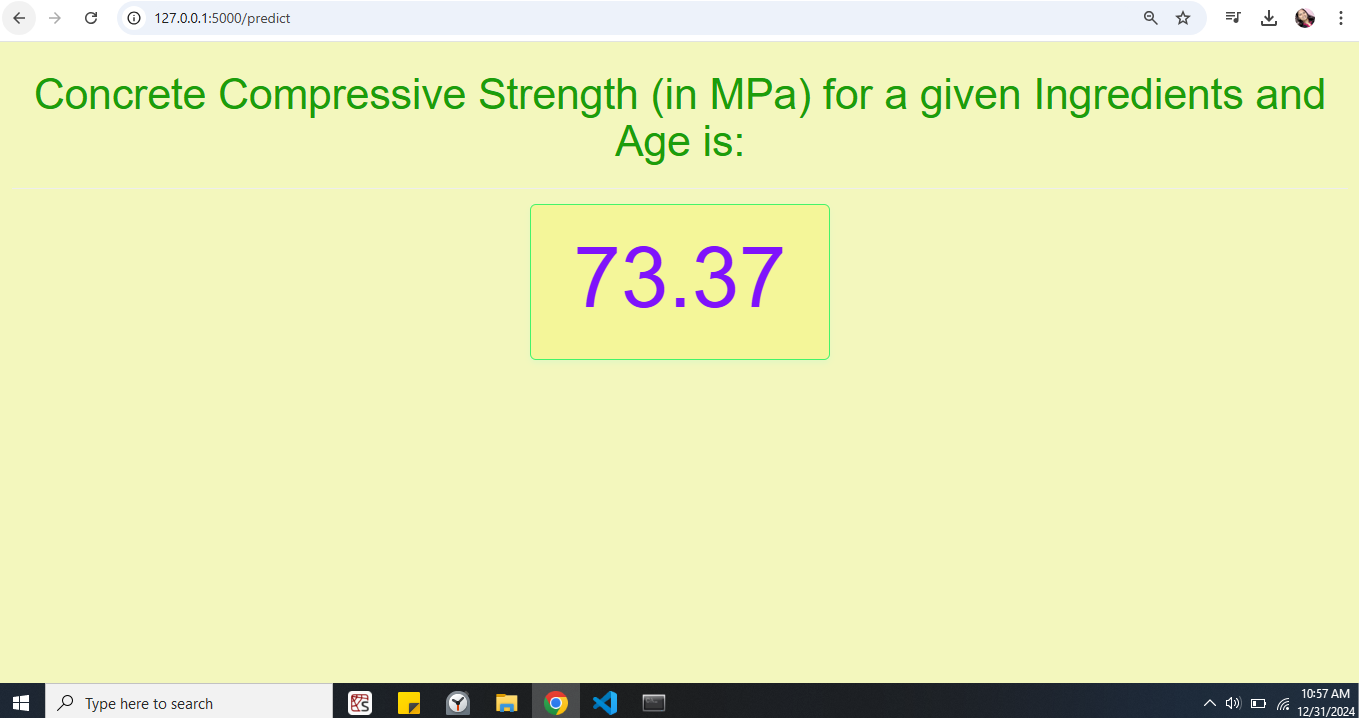 127.0.0.1:5000/predict
Concrete Compressive Strength (in MPa) for a given Ingredients and
Age is:
73.37
Type here to search
10:57 AM
12/31/2024